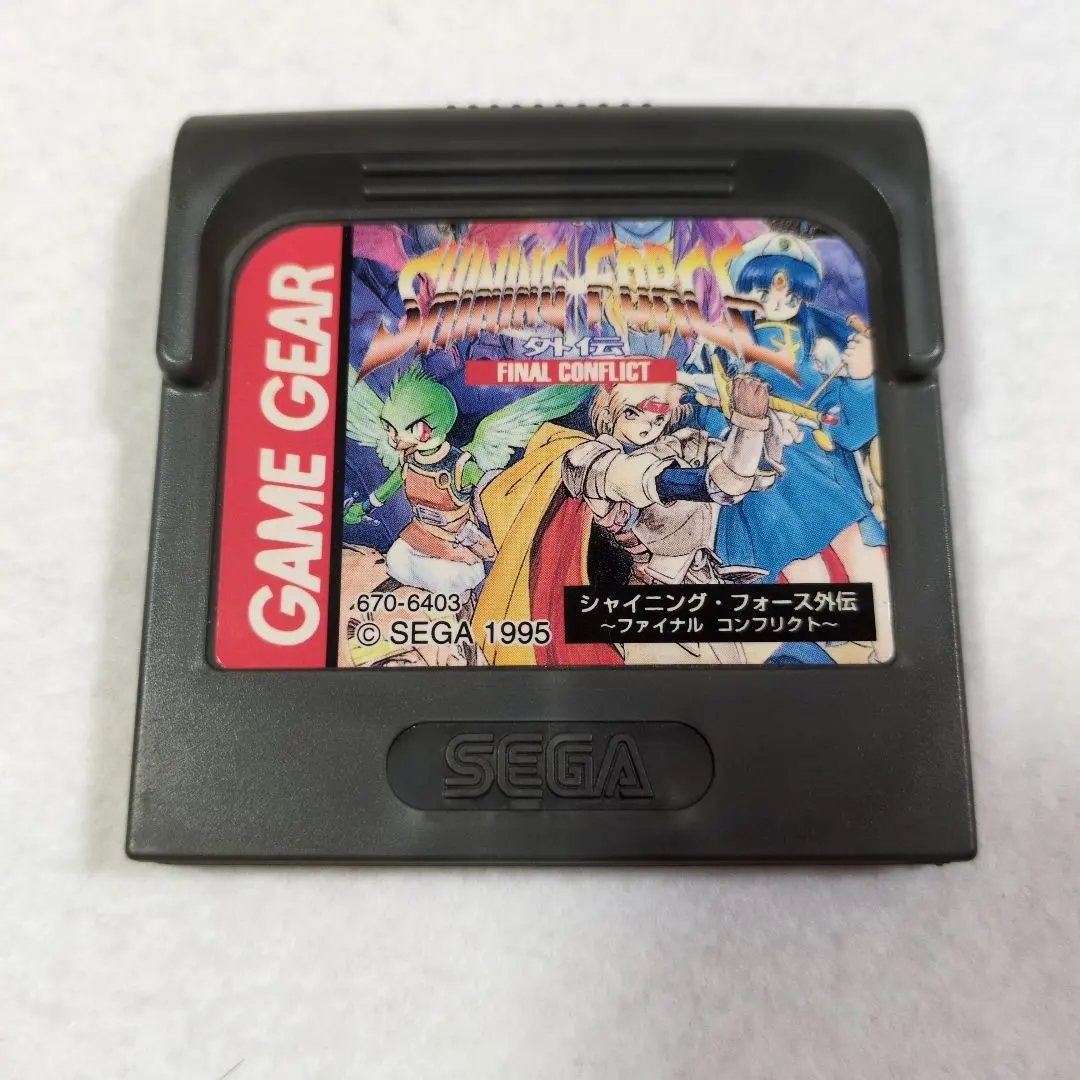 GAME GEAR
SHINING FORCE
外伝
FINAL CONFLICT
670-6403
© SEGA 1995
シャイニング・フォース外伝
〜ファイナル コンフリクト〜
SEGA